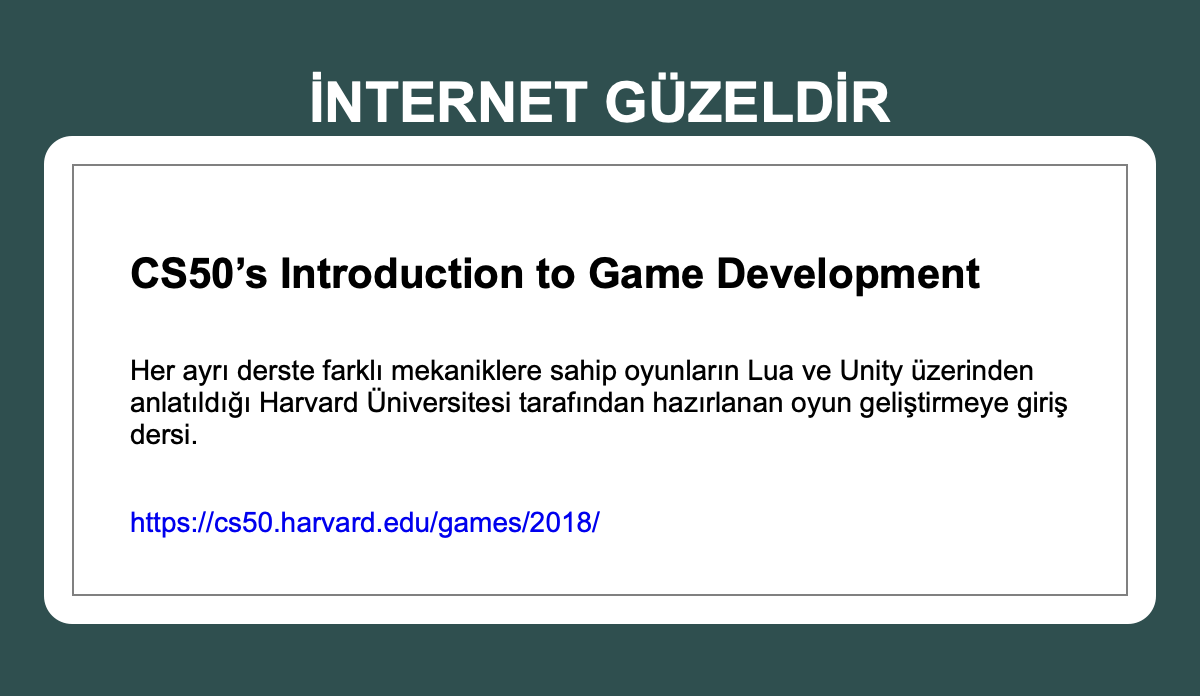 İNTERNET GÜZELDİR
CS50’s Introduction to Game Development
Her ayrı derste farklı mekaniklere sahip oyunların Lua ve Unity üzerinden
anlatıldığı Harvard Üniversitesi tarafından hazırlanan oyun geliştirmeye giriş
dersi.
https://cs50.harvard.edu/games/2018/